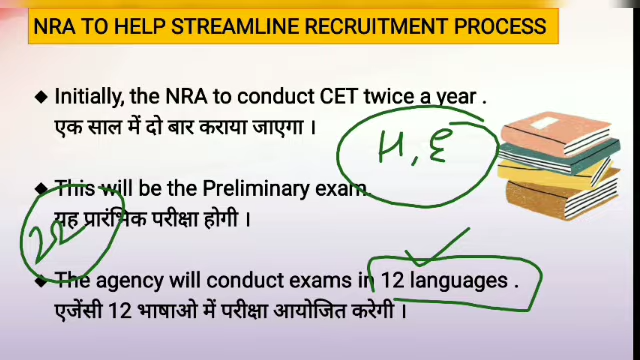 NRA TO HELP STREAMLINE RECRUITMENT PROCESS
Initially, the NRA to conduct CET twice a year .
एक साल में दो बार कराया जाएगा ।
H, E
This will be the Preliminary exam.
यह प्रारंभिक परीक्षा होगी ।
The agency will conduct exams in 12 languages .
एजेंसी 12 भाषाओ में परीक्षा आयोजित करेगी ।